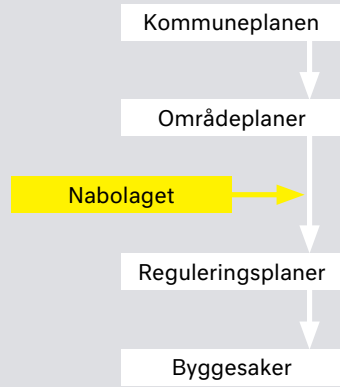 Kommuneplanen
Områdeplaner
Nabolaget
Reguleringsplaner
Byggesaker